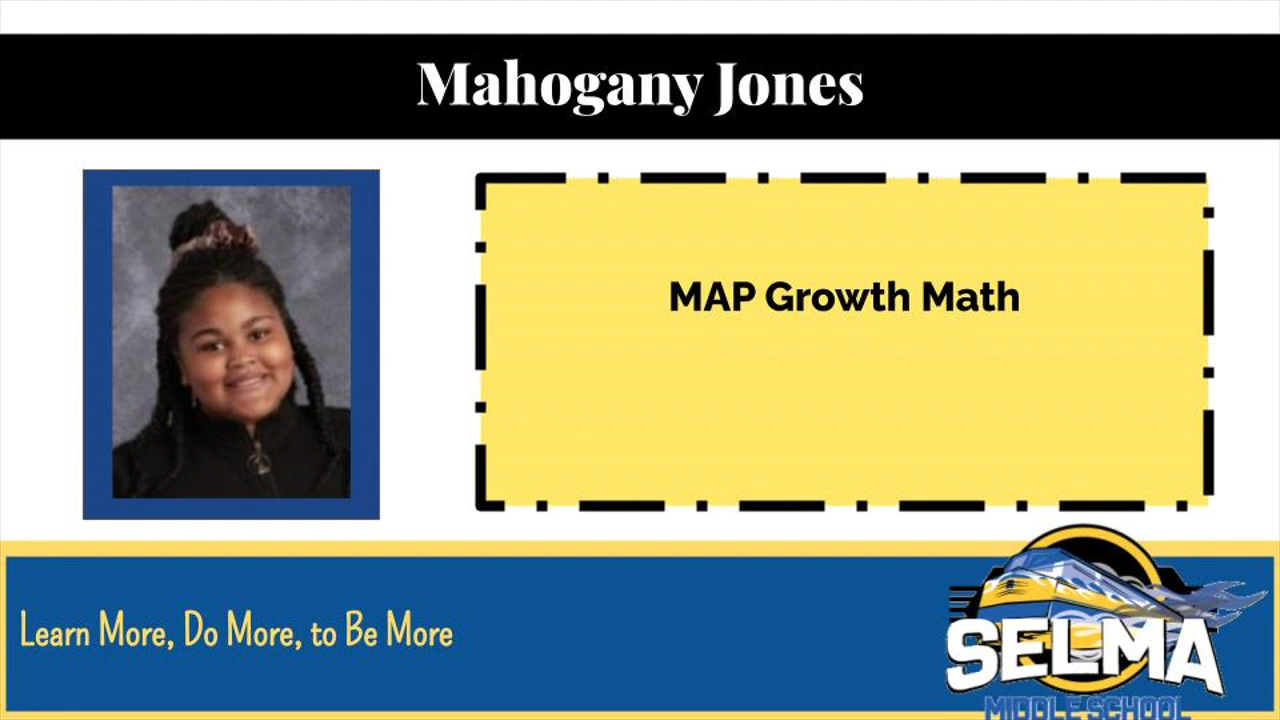 Mahogany Jones
MAP Growth Math
Learn More, Do More, to Be More
SELMA
MIDDLE SCHOOL